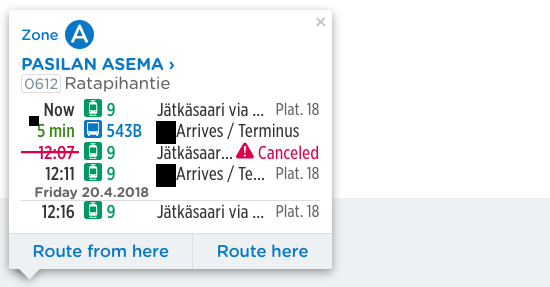 Zone A ×
PASILAN ASEMA ›
0612 Ratapihantie
Now 9 Jätkäsaari via ... Plat. 18
5 min 543B Arrives / Terminus
12:07 9 Jätkäsaar... Canceled
12:11 9 Arrives / Te... Plat. 18
Friday 20.4.2018
12:16 9 Jätkäsaari via ... Plat. 18
Route from here Route here